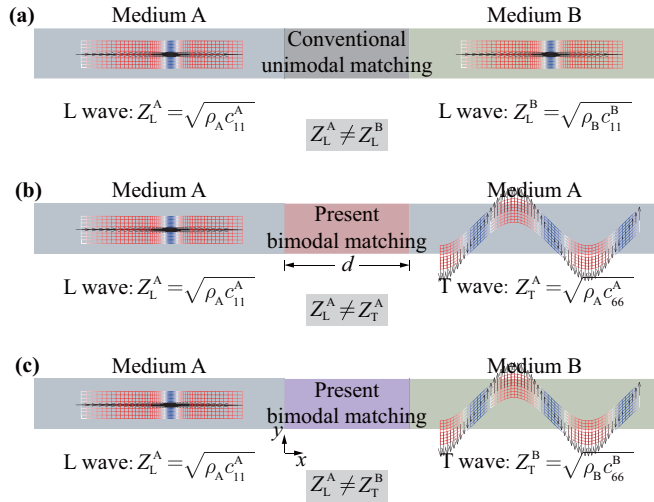 (a) Medium A Medium B
Conventional
unimodal matching
L wave: Z_L^A = √(ρ_A c_11^A) L wave: Z_L^B = √(ρ_B c_11^B)
Z_L^A ≠ Z_L^B
(b) Medium A Medium A
Present
bimodal matching
d
L wave: Z_L^A = √(ρ_A c_11^A) T wave: Z_T^A = √(ρ_A c_66^A)
Z_L^A ≠ Z_T^A
(c) Medium A Medium B
Present
bimodal matching
y
x
L wave: Z_L^A = √(ρ_A c_11^A) T wave: Z_T^B = √(ρ_B c_66^B)
Z_L^A ≠ Z_T^B